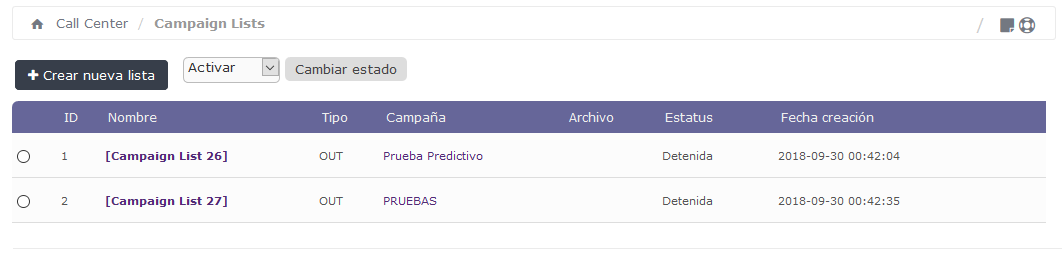 Call Center / Campaign Lists /
+ Crear nueva lista Activar Cambiar estado
ID Nombre Tipo Campaña Archivo Estatus Fecha creación
1 [Campaign List 26] OUT Prueba Predictivo Detenida 2018-09-30 00:42:04
2 [Campaign List 27] OUT PRUEBAS Detenida 2018-09-30 00:42:35